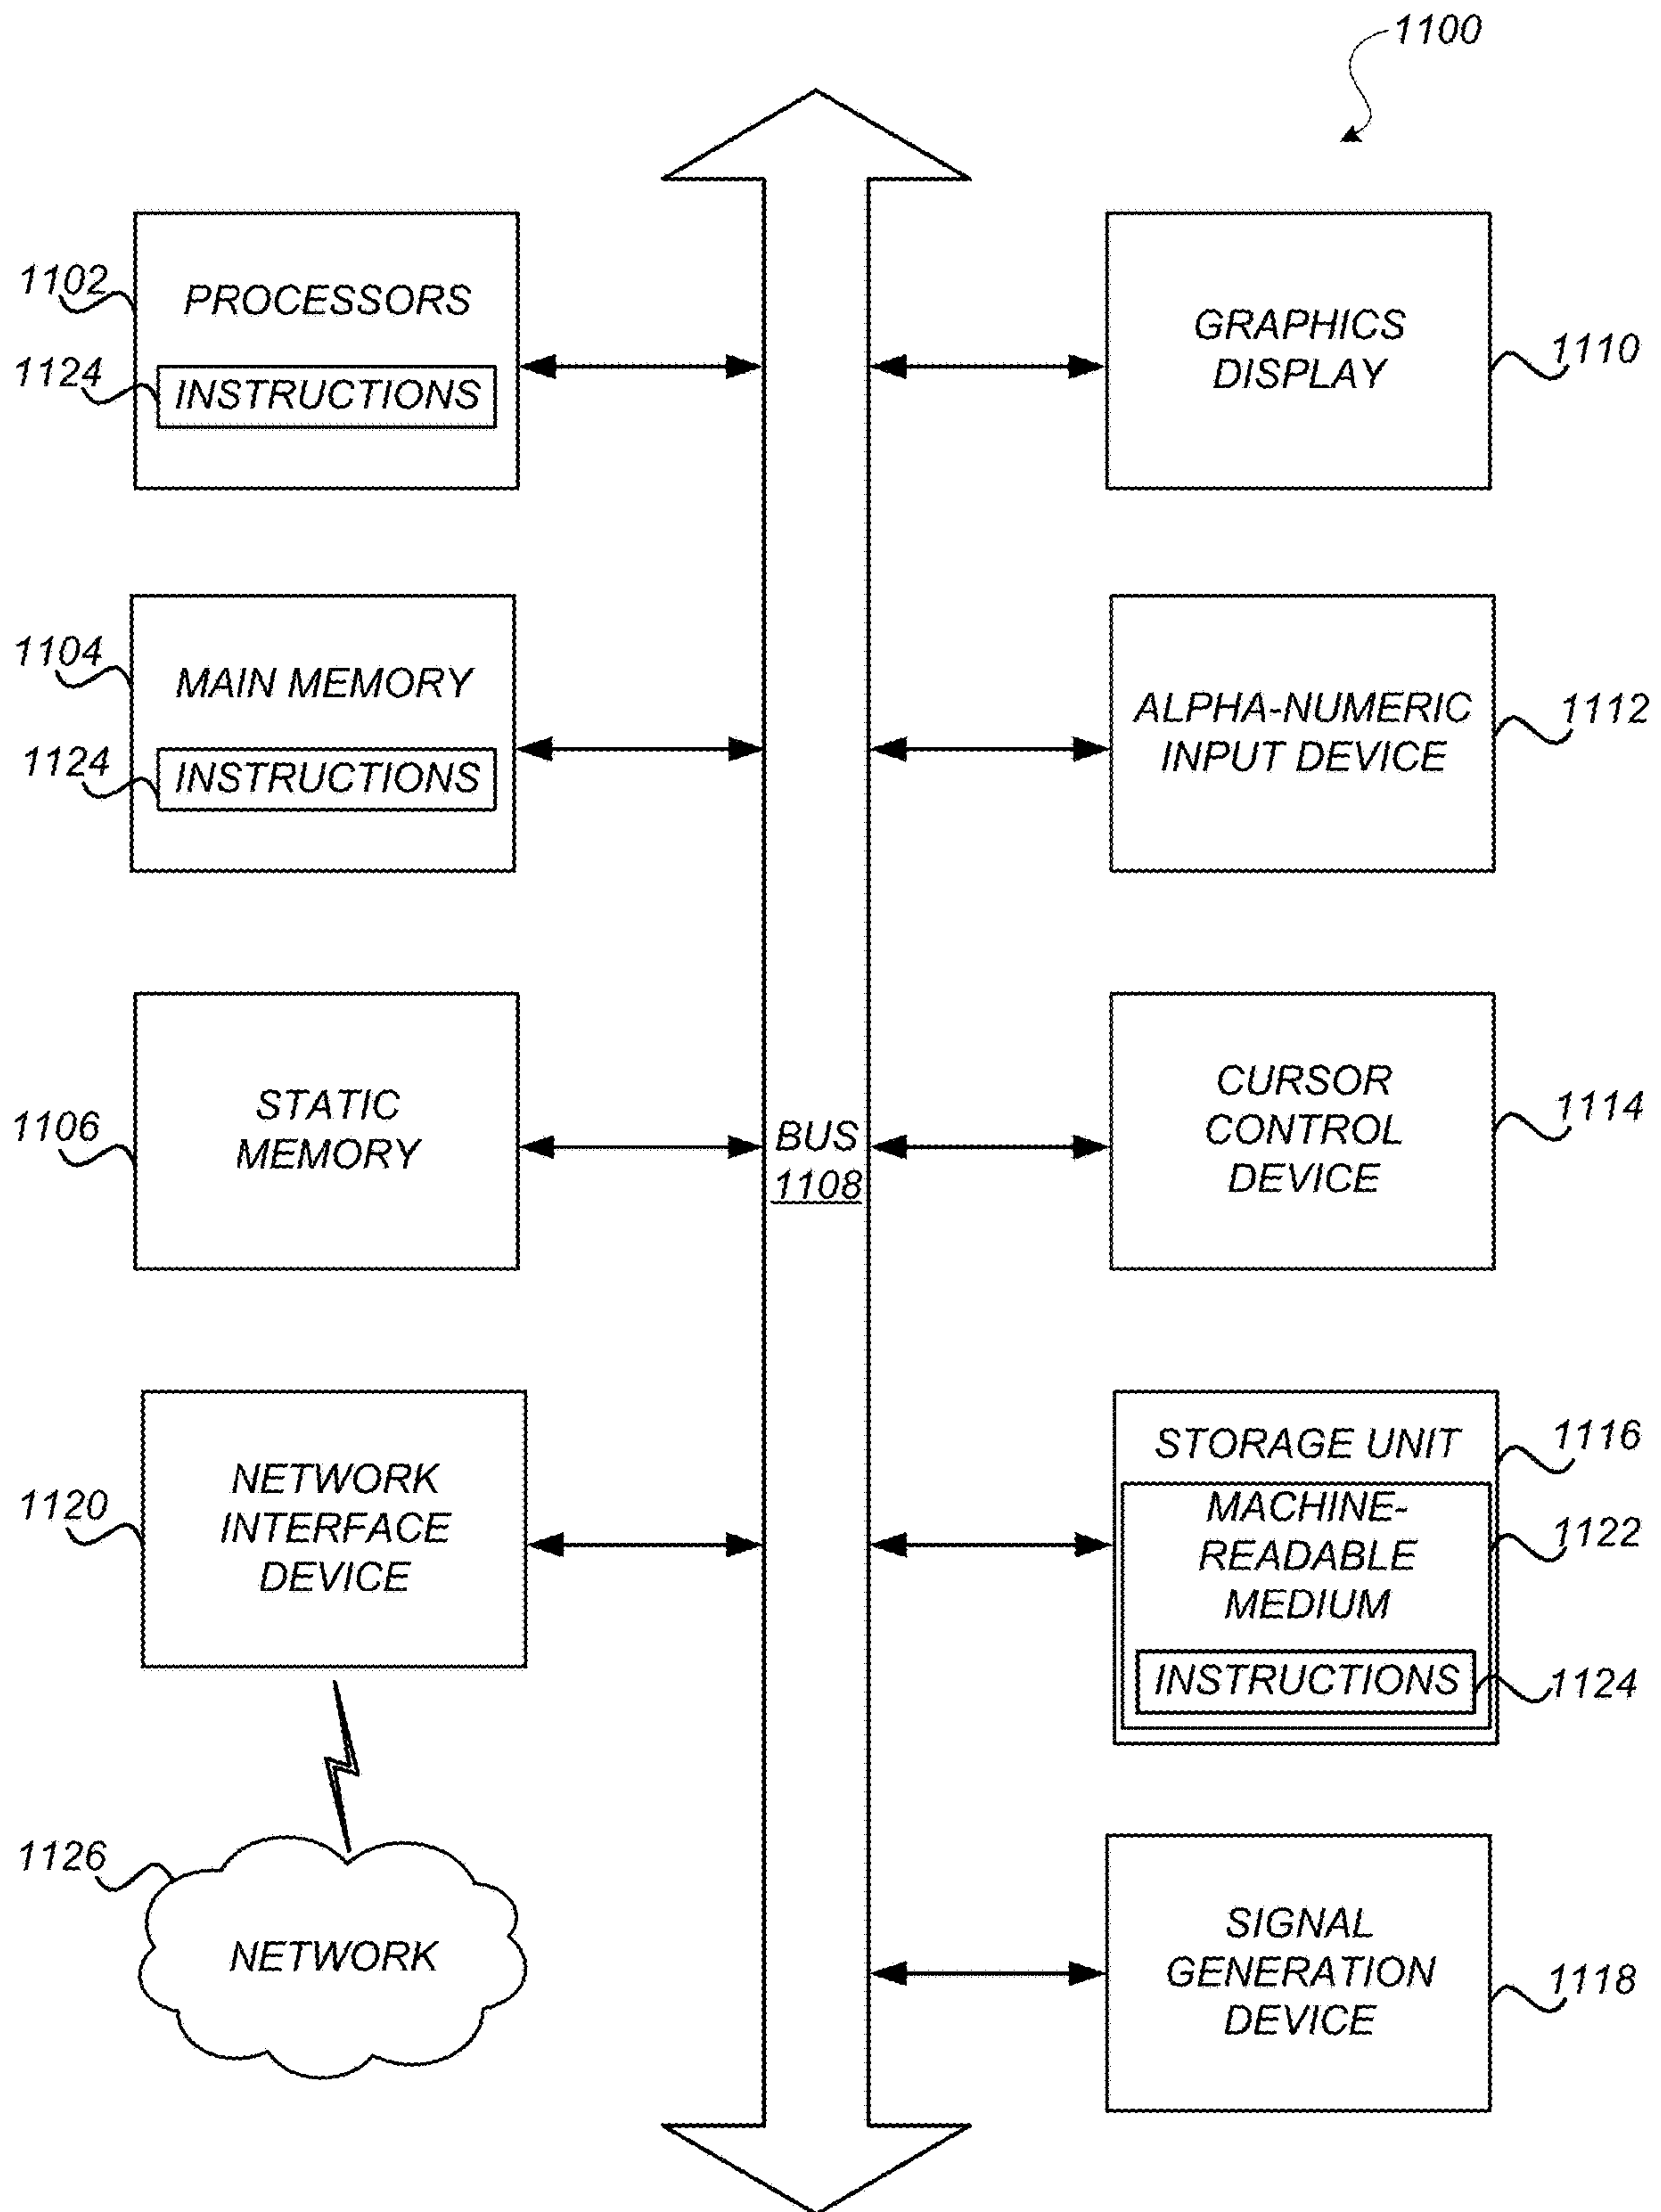 1100
1102
PROCESSORS
1124
INSTRUCTIONS
GRAPHICS
DISPLAY
1110
1104
MAIN MEMORY
1124
INSTRUCTIONS
ALPHA-NUMERIC
INPUT DEVICE
1112
1106
STATIC
MEMORY
BUS
1108
CURSOR
CONTROL
DEVICE
1114
1120
NETWORK
INTERFACE
DEVICE
STORAGE UNIT
1116
MACHINE-
READABLE
MEDIUM
1122
INSTRUCTIONS
1124
1126
NETWORK
SIGNAL
GENERATION
DEVICE
1118